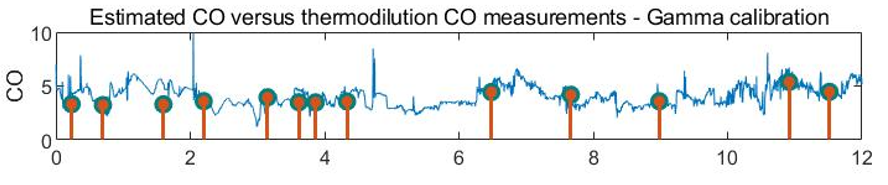 Estimated CO versus thermodilution CO measurements - Gamma calibration
10
5
0
CO
0 2 4 6 8 10 12